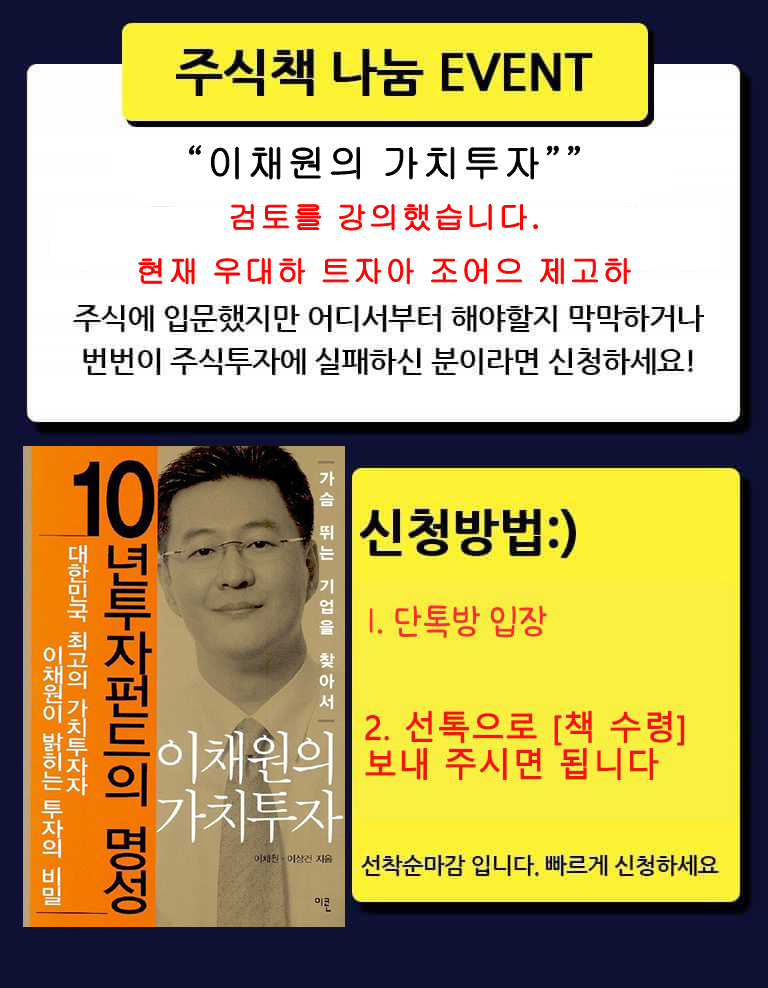 주식책 나눔 EVENT
“이채원의 가치투자””
검토를 강의했습니다.
현재 우대하 트자아 조어으 제고하
주식에 입문했지만 어디서부터 해야할지 막막하거나
번번이 주식투자에 실패하신 분이라면 신청하세요!
10년투자펀드의 명성
대한민국 최고의 가치투자자
이채원이 밝히는 투자의 비밀
가슴 뛰는 기업을 찾아서
이채원의
가치투자
이채원·이상건 지음
이콘
신청방법:)
1. 단톡방 입장
2. 선톡으로 [책 수령]
보내 주시면 됩니다
선착순마감 입니다. 빠르게 신청하세요